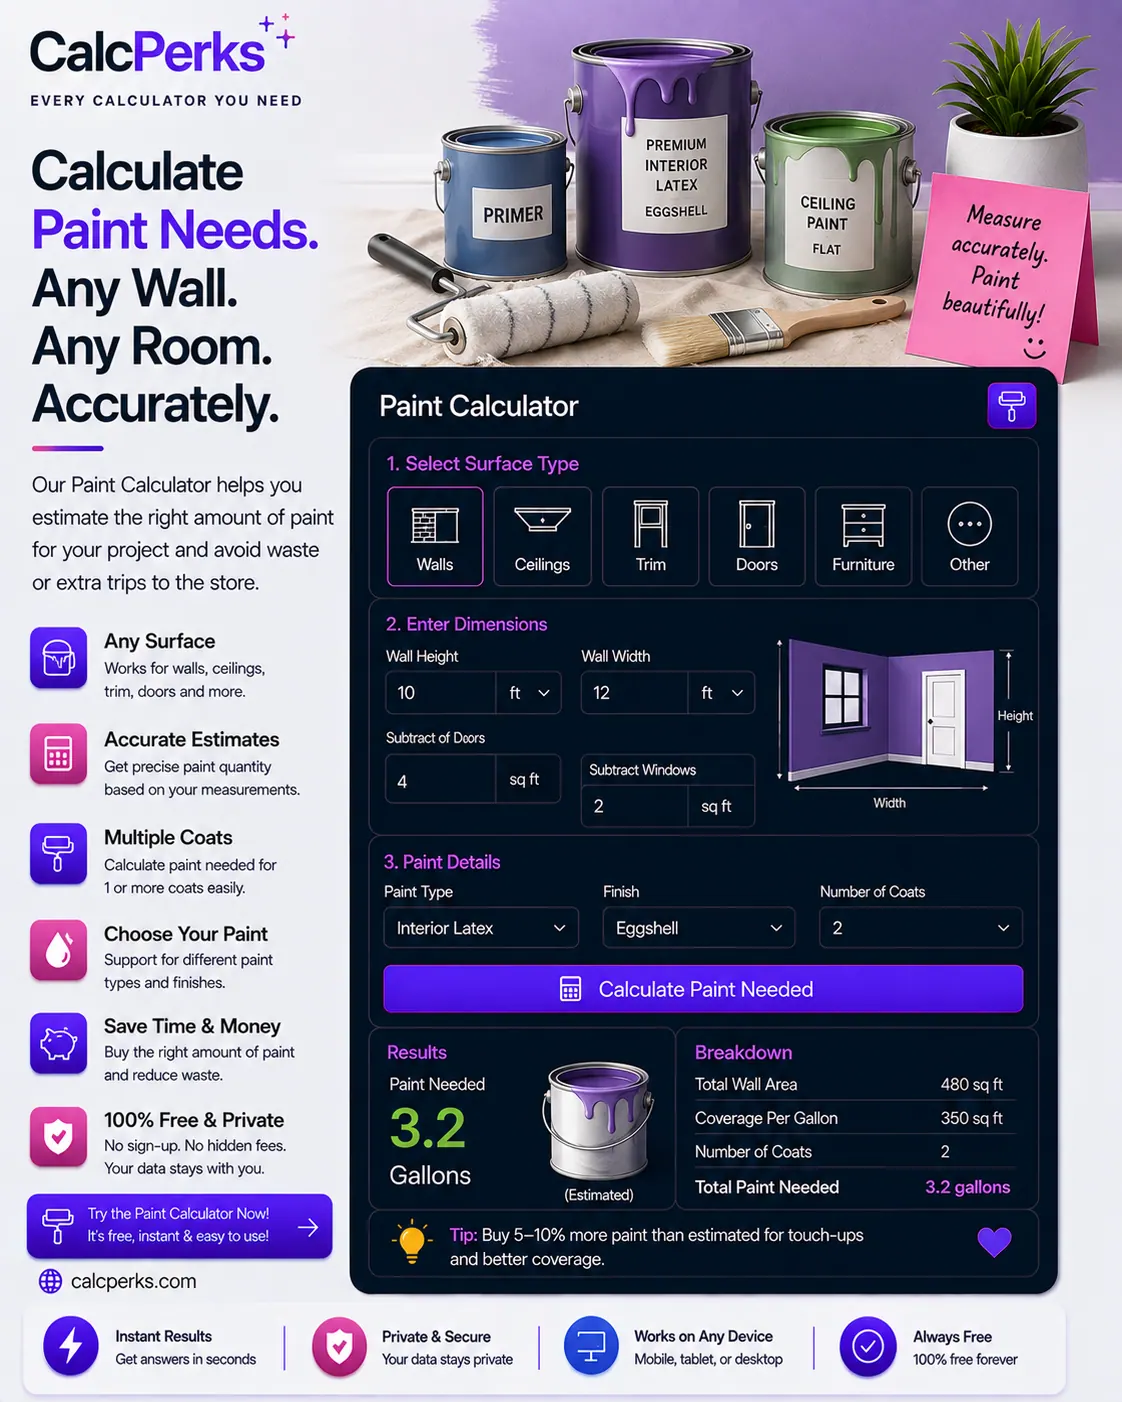 CalcPerks
EVERY CALCULATOR YOU NEED
Calculate
Paint Needs.
Any Wall.
Any Room.
Accurately.
Our Paint Calculator helps you
estimate the right amount of paint
for your project and avoid waste
or extra trips to the store.
Any Surface
Works for walls, ceilings,
trim, doors and more.
Accurate Estimates
Get precise paint quantity
based on your measurements.
Multiple Coats
Calculate paint needed for
1 or more coats easily.
Choose Your Paint
Support for different paint
types and finishes.
Save Time & Money
Buy the right amount of paint
and reduce waste.
100% Free & Private
No sign-up. No hidden fees.
Your data stays with you.
Try the Paint Calculator Now!
It's free, instant & easy to use!
calcperks.com
PRIMER
PREMIUM
INTERIOR
LATEX
EGGSHELL
CEILING
PAINT
FLAT
Measure
accurately.
Paint
beautifully!
Paint Calculator
1. Select Surface Type
Walls
Ceilings
Trim
Doors
Furniture
Other
2. Enter Dimensions
Wall Height
Wall Width
10 ft
12 ft
Subtract of Doors
4 sq ft
Subtract Windows
2 sq ft
Height
Width
3. Paint Details
Paint Type
Finish
Number of Coats
Interior Latex
Eggshell
2
Calculate Paint Needed
Results
Paint Needed
3.2
Gallons
(Estimated)
Breakdown
Total Wall Area 480 sq ft
Coverage Per Gallon 350 sq ft
Number of Coats 2
Total Paint Needed 3.2 gallons
Tip: Buy 5–10% more paint than estimated for touch-ups
and better coverage.
Instant Results
Get answers in seconds
Private & Secure
Your data stays private
Works on Any Device
Mobile, tablet, or desktop
Always Free
100% free forever